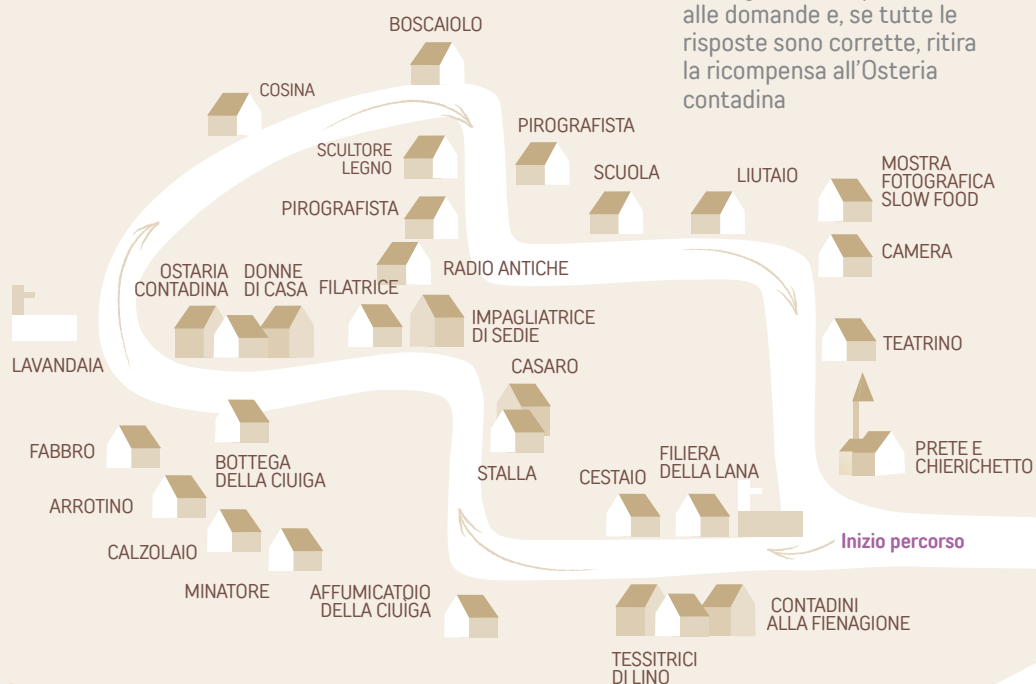 alle domande e, se tutte le
risposte sono corrette, ritira
la ricompensa all'Osteria
contadina
BOSCAIOLO
COSINA
PIROGRAFISTA
SCULTORE
LEGNO
SCUOLA
LIUTAIO
MOSTRA
FOTOGRAFICA
SLOW FOOD
PIROGRAFISTA
CAMERA
RADIO ANTICHE
OSTARIA
CONTADINA
DONNE
DI CASA
FILATRICE
IMPAGLIATRICE
DI SEDIE
TEATRINO
LAVANDAIA
CASARO
FABBRO
BOTTEGA
DELLA CIUIGA
STALLA
CESTAIO
FILIERA
DELLA LANA
PRETE E
CHIERICHETTO
ARROTINO
CALZOLAIO
Inizio percorso
MINATORE
AFFUMICATOIO
DELLA CIUIGA
CONTADINI
ALLA FIENAGIONE
TESSITRICI
DI LINO